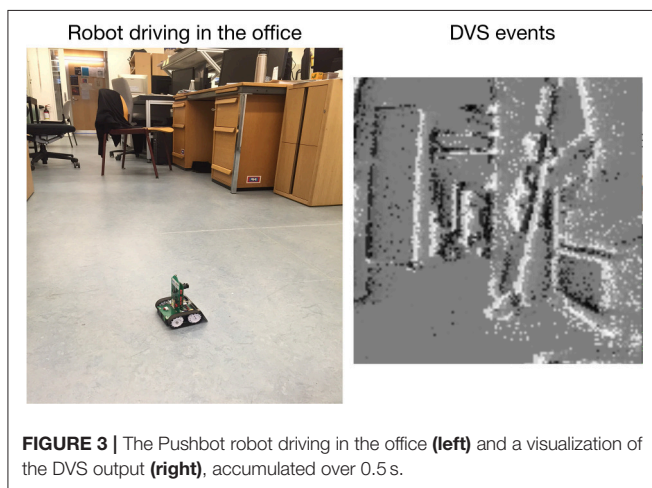 Robot driving in the office
DVS events
FIGURE 3 | The Pushbot robot driving in the office (left) and a visualization of
the DVS output (right), accumulated over 0.5 s.